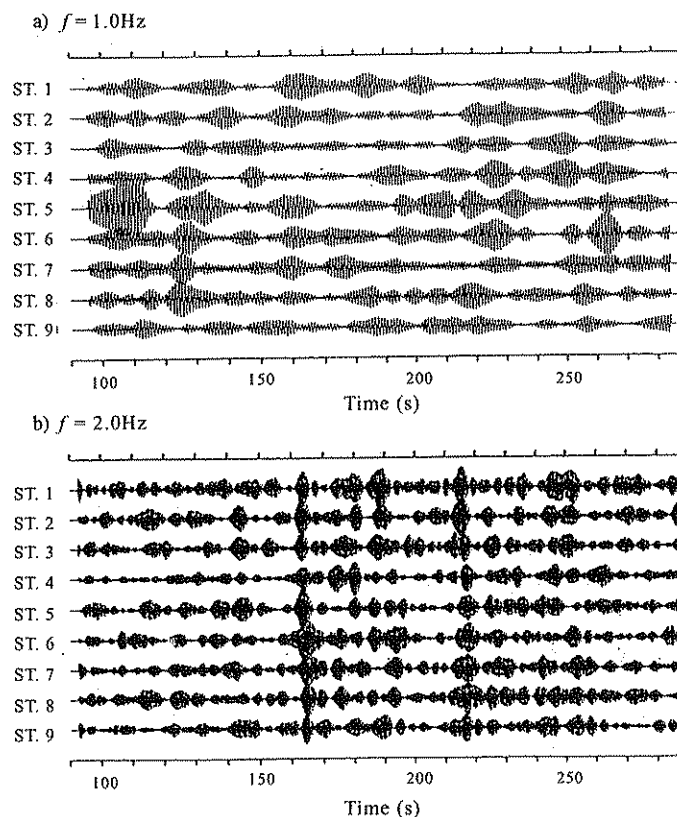 a) f = 1.0Hz
ST. 1
ST. 2
ST. 3
ST. 4
ST. 5
ST. 6
ST. 7
ST. 8
ST. 9
100 150 200 250
Time (s)
b) f = 2.0Hz
ST. 1
ST. 2
ST. 3
ST. 4
ST. 5
ST. 6
ST. 7
ST. 8
ST. 9
100 150 200 250
Time (s)